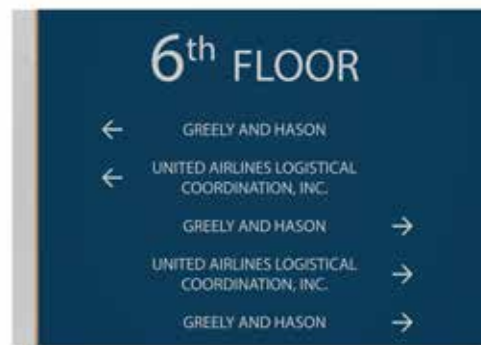 6th FLOOR
← GREELY AND HASON
← UNITED AIRLINES LOGISTICAL
COORDINATION, INC.
GREELY AND HASON →
UNITED AIRLINES LOGISTICAL
COORDINATION, INC. →
GREELY AND HASON →